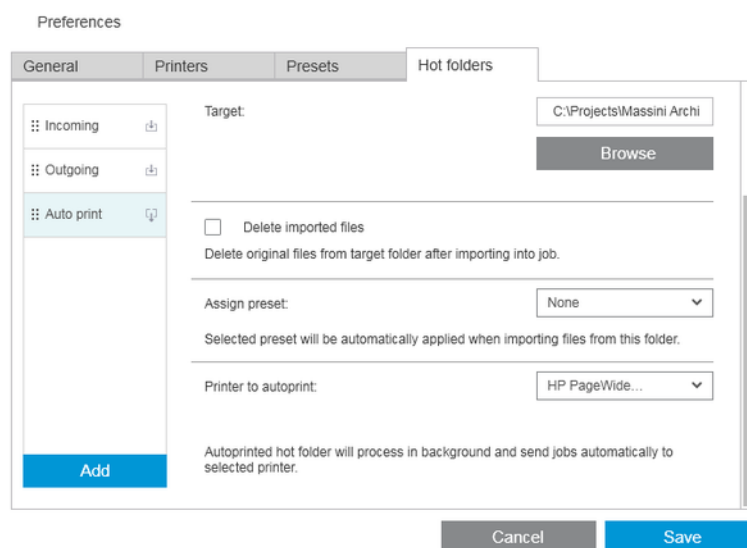 Preferences
General
Printers
Presets
Hot folders
Incoming
Outgoing
Auto print
Add
Target:
C:\Projects\Massini Archi
Browse
Delete imported files
Delete original files from target folder after importing into job.
Assign preset:
None
Selected preset will be automatically applied when importing files from this folder.
Printer to autoprint:
HP PageWide...
Autoprinted hot folder will process in background and send jobs automatically to
selected printer.
Cancel
Save